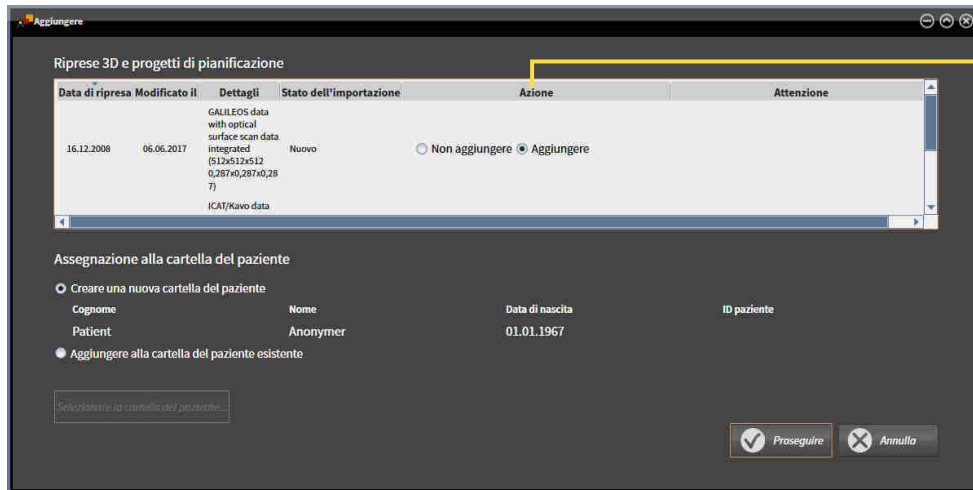 Aggiungere
Riprese 3D e progetti di pianificazione
Data di ripresa Modificato il Dettagli Stato dell'importazione Azione Attenzione
GALILEOS data
with optical
surface scan data
16.12.2008 06.06.2017 integrated Nuovo Non aggiungere Aggiungere
(512x512x512
0,287x0,287x0,28
7)
ICAT/Kavo data
Assegnazione alla cartella del paziente
Creare una nuova cartella del paziente
Cognome Nome Data di nascita ID paziente
Patient Anonymer 01.01.1967
Aggiungere alla cartella del paziente esistente
Selezionare la cartella del paziente...
Proseguire Annulla